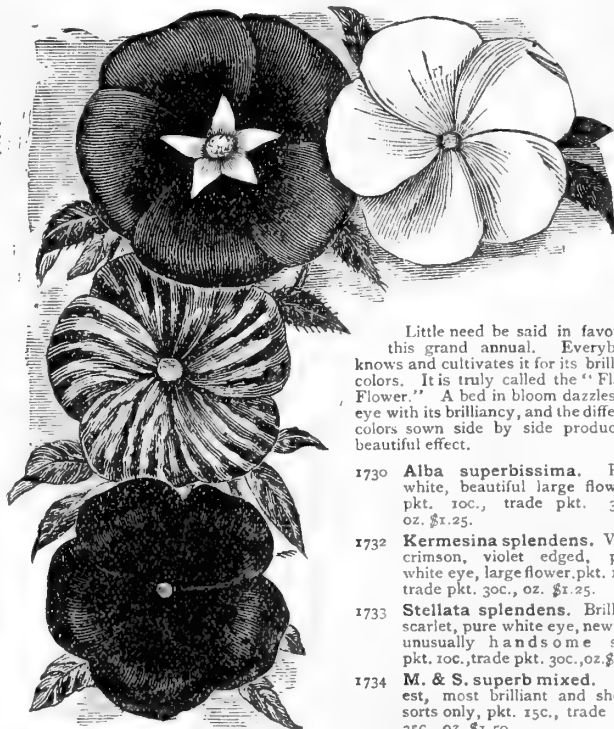 Little need be said in favo
this grand annual. Everyb
knows and cultivates it for its brill
colors. It is truly called the “Fl
Flower.” A bed in bloom dazzles
eye with its brilliancy, and the diffe
colors sown side by side produc
beautiful effect.
1730 Alba superbissima.
white, beautiful large flow
pkt. 10c., trade pkt. 3
oz. $1.25.
1732 Kermesina splendens. V
crimson, violet edged, p
white eye, large flower. pkt. 1
trade pkt. 30c., oz. $1.25.
1733 Stellata splendens. Brill
scarlet, pure white eye, new
unusually handsome s
pkt. 10c., trade pkt. 30c., oz. $
1734 M. & S. superb mixed.
est, most brilliant and sh
sorts only, pkt. 15c., trade